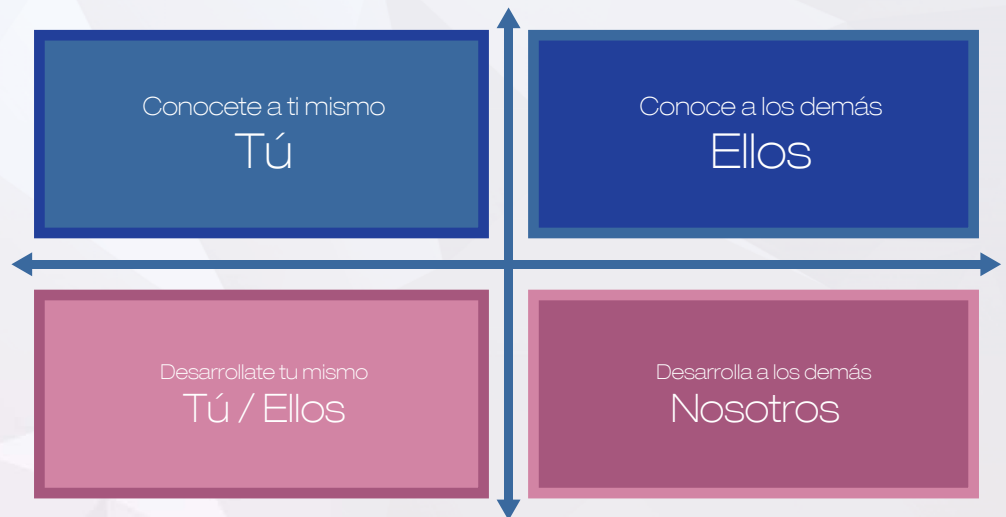 Conocete a ti mismo
Tú
Conoce a los demás
Ellos
Desarrollate tu mismo
Tú / Ellos
Desarrolla a los demás
Nosotros